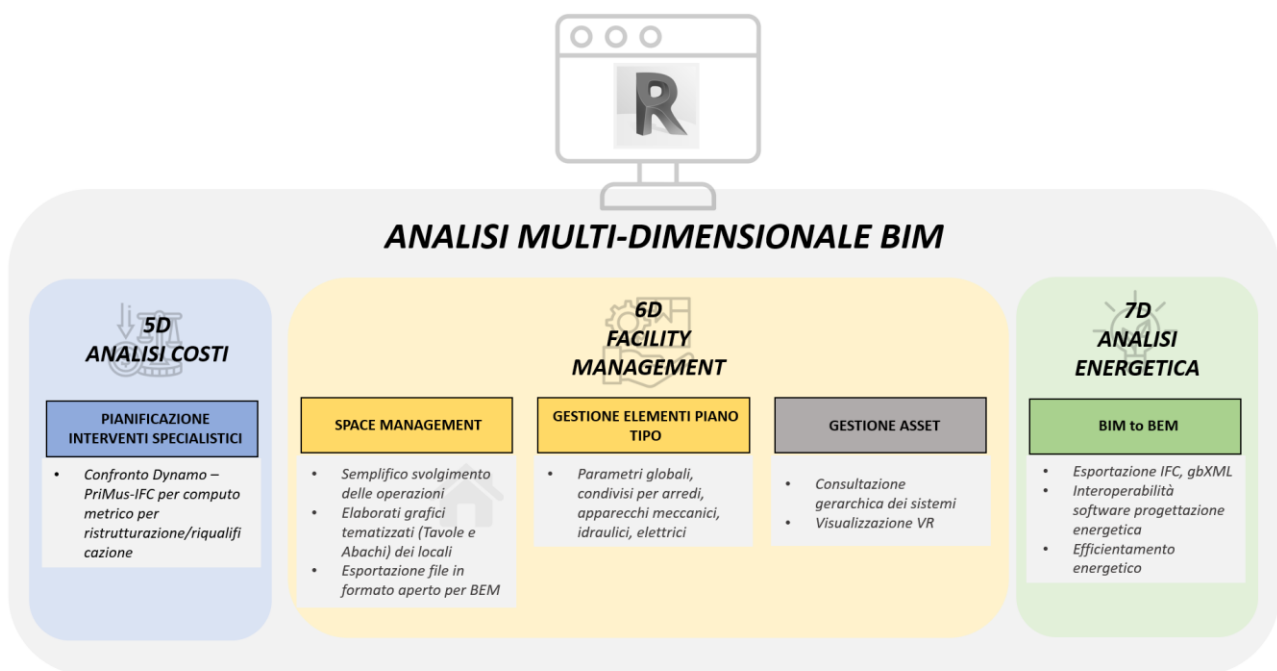 R
ANALISI MULTI-DIMENSIONALE BIM
5D
ANALISI COSTI
PIANIFICAZIONE
INTERVENTI SPECIALISTICI
• Confronto Dynamo –
PriMus-IFC per computo
metrico per
ristrutturazione/riqualifi
cazione
6D
FACILITY
MANAGEMENT
SPACE MANAGEMENT
• Semplifico svolgimento
delle operazioni
• Elaborati grafici
tematizzati (Tavole e
Abachi) dei locali
• Esportazione file in
formato aperto per BEM
GESTIONE ELEMENTI PIANO
TIPO
• Parametri globali,
condivisi per arredi,
apparecchi meccanici,
idraulici, elettrici
GESTIONE ASSET
• Consultazione
gerarchica dei sistemi
• Visualizzazione VR
7D
ANALISI
ENERGETICA
BIM to BEM
• Esportazione IFC, gbXML
• Interoperabilità
software progettazione
energetica
• Efficientamento
energetico